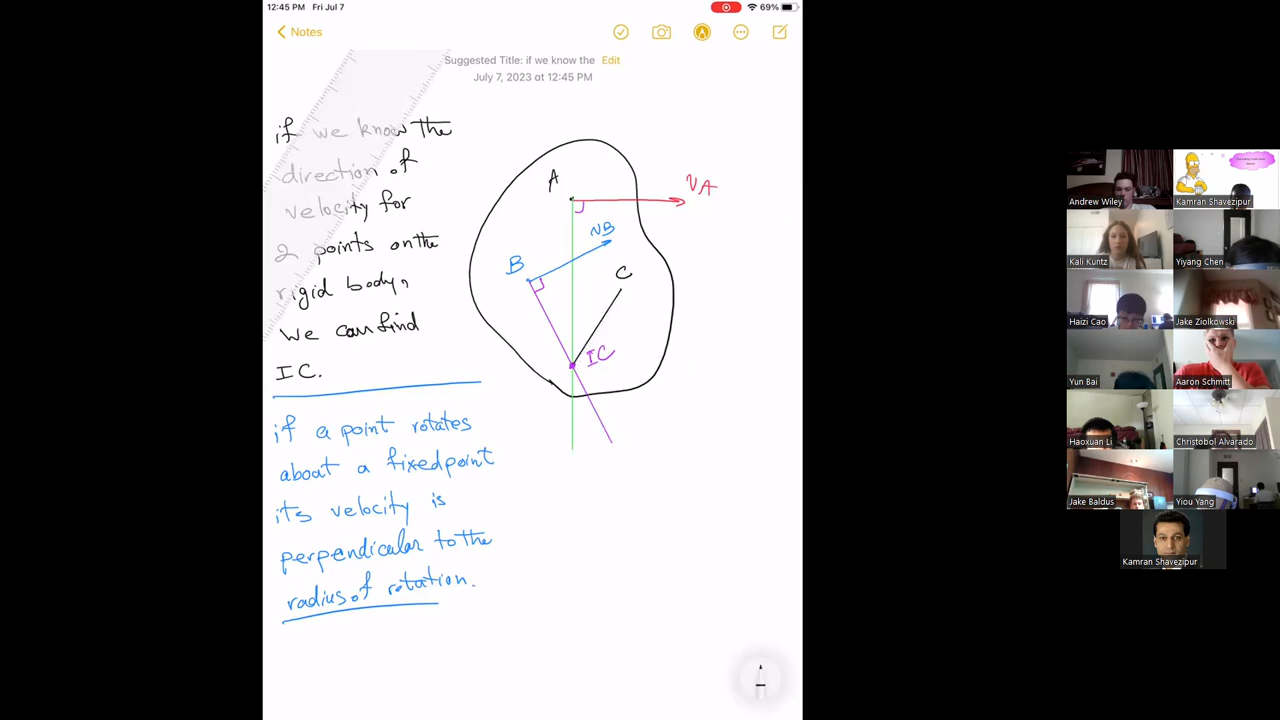 12:45 PM Fri Jul 7
69%
Notes
Suggested Title: if we know the Edit
July 7, 2023 at 12:45 PM
if we know the
direction of
velocity for
2 points on the
rigid body,
we can find
IC.
if a point rotates
about a fixed point
its velocity is
perpendicular to the
radius of rotation.
A
VA
VB
B
C
IC
Andrew Wiley
Kamran Shavezipur
Kali Kuntz
Yiyang Chen
Haizi Cao
Jake Ziolkowski
Yun Bai
Aaron Schmitt
Haoxuan Li
Christobol Alvarado
Jake Baldus
Yiou Yang
Kamran Shavezipur